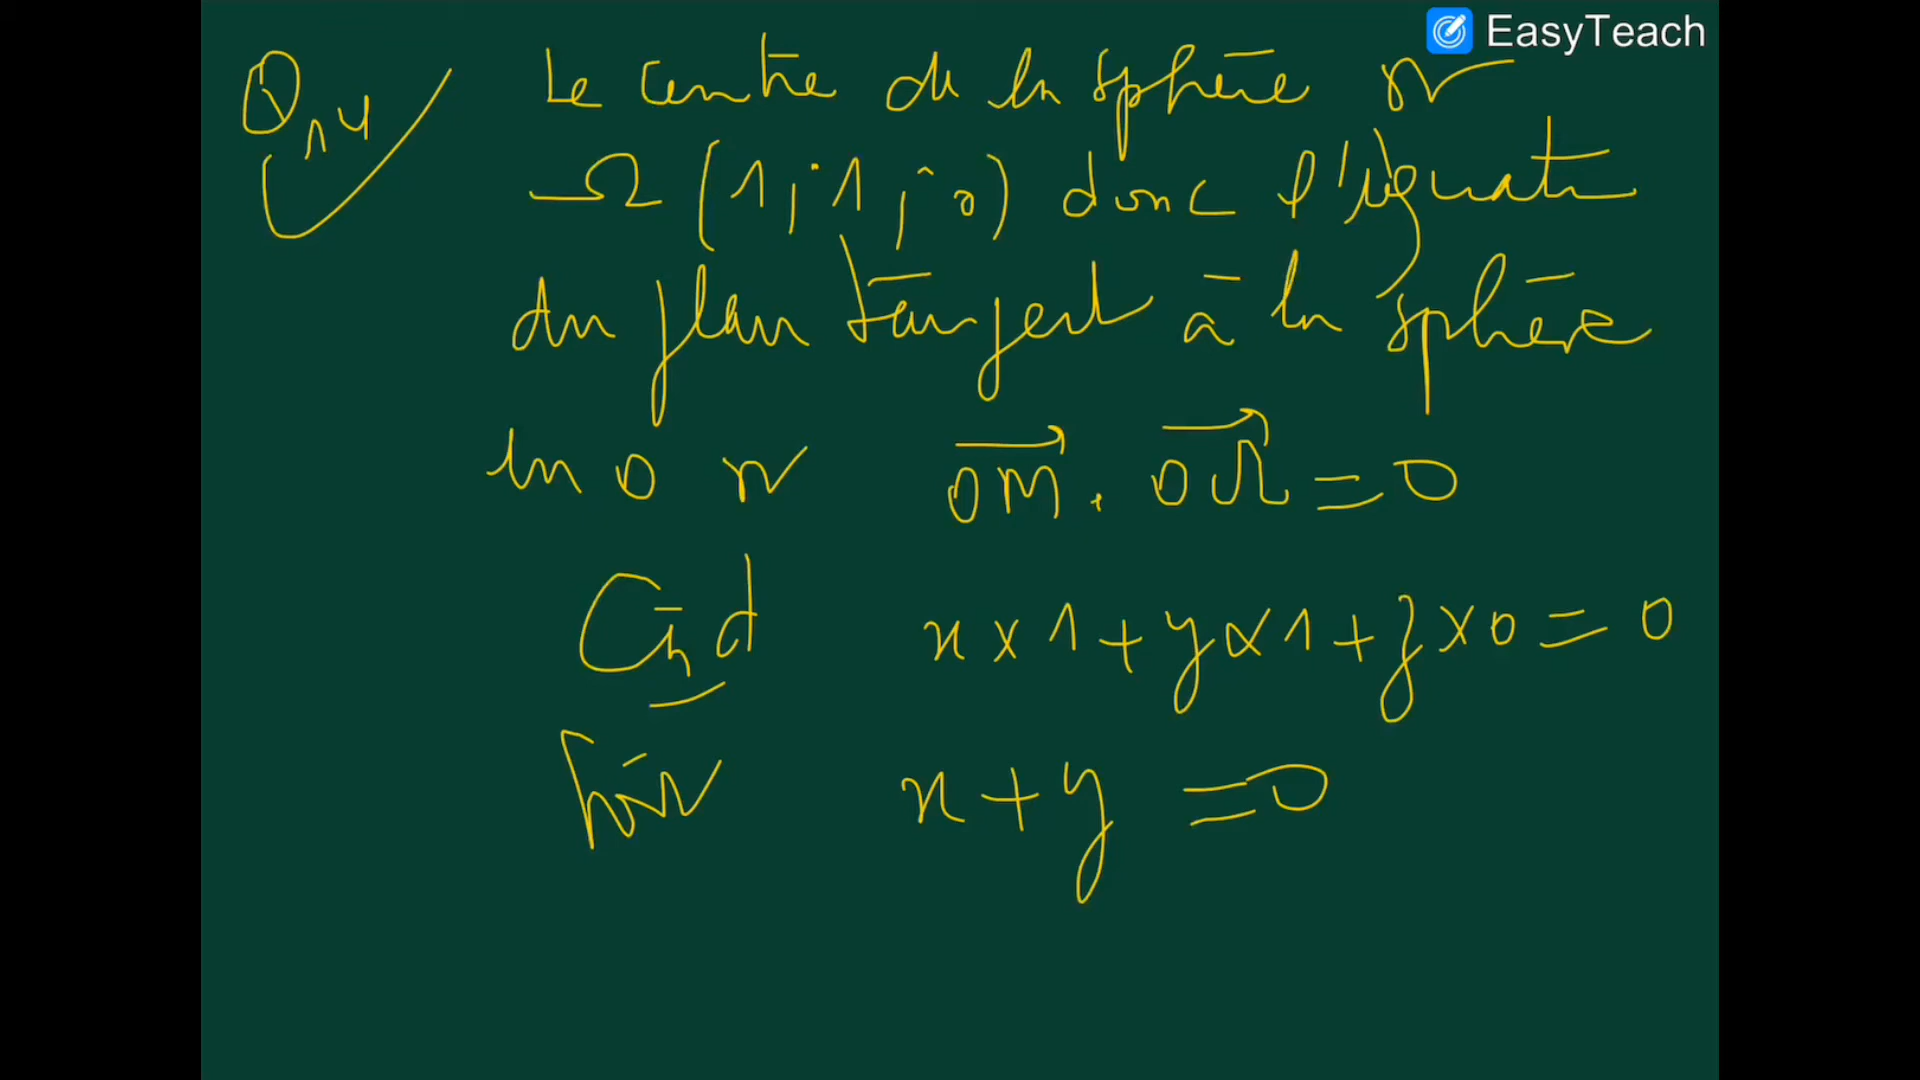 EasyTeach
Q14 Le centre de la sphère est
Ω (1; 1; 0) donc l'équation
du plan tangent à la sphère
en O est OM . OΩ = 0
Càd x×1 + y×1 + z×0 = 0
soit x + y = 0